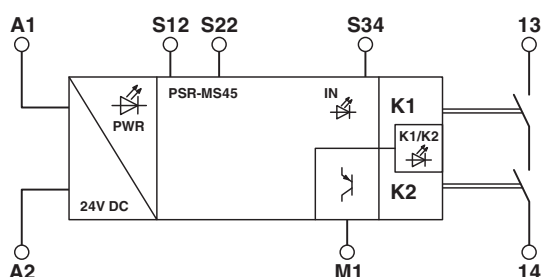 A1 S12 S22 S34 13
PSR-MS45 IN K1
PWR K1/K2
24V DC K2
A2 M1 14